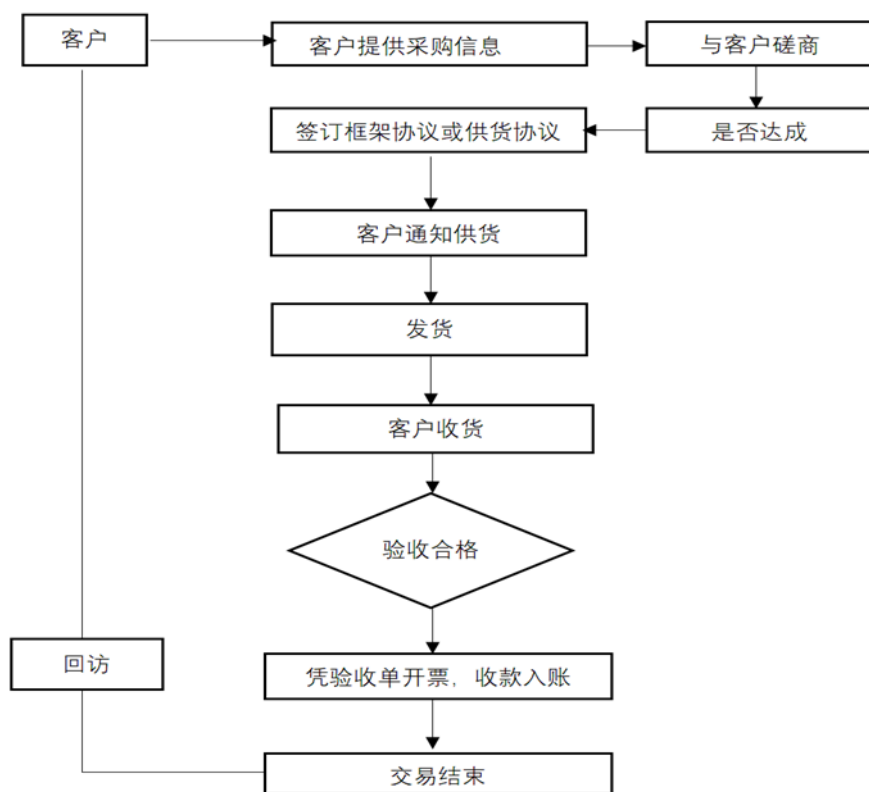 客户
客户提供采购信息
与客户磋商
签订框架协议或供货协议
是否达成
客户通知供货
发货
客户收货
验收合格
回访
凭验收单开票，收款入账
交易结束